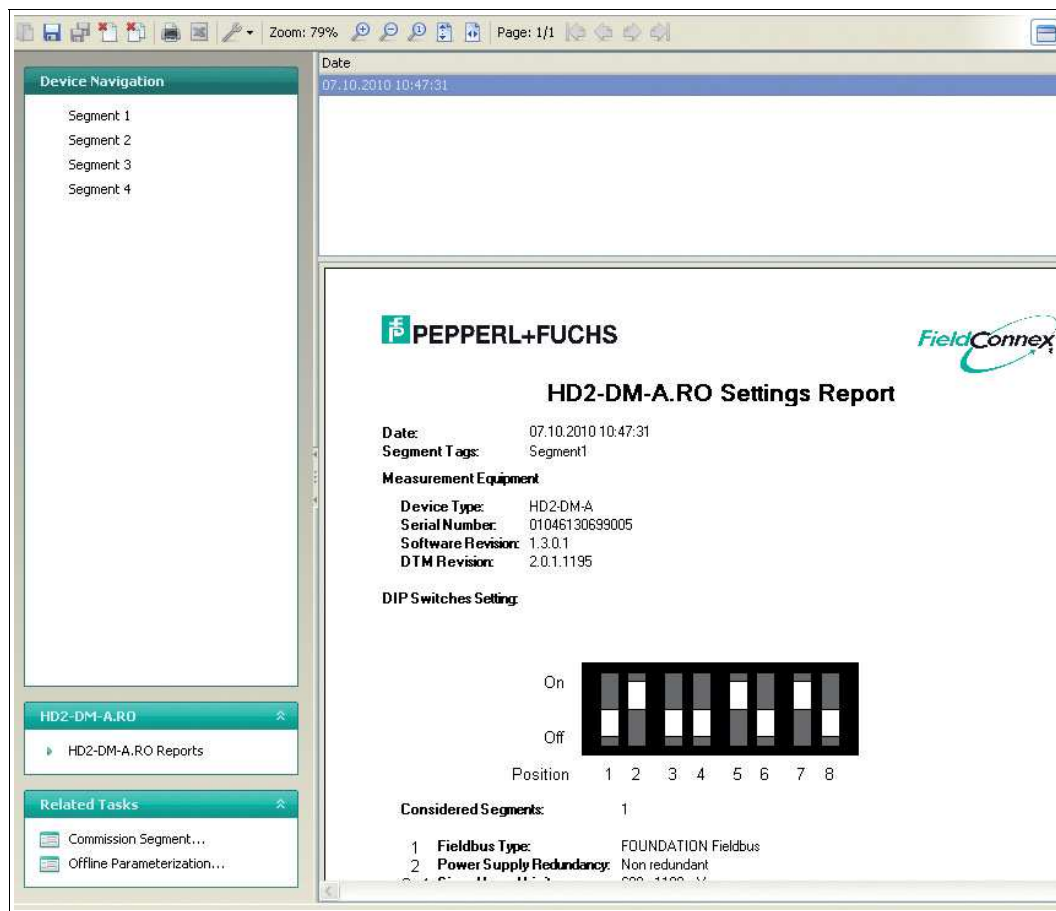 Zoom: 79% Page: 1/1
Date
07.10.2010 10:47:31
Device Navigation
Segment 1
Segment 2
Segment 3
Segment 4
PEPPERL+FUCHS
FieldConnex
HD2-DM-A.RO Settings Report
Date: 07.10.2010 10:47:31
Segment Tags: Segment1
Measurement Equipment
Device Type: HD2-DM-A
Serial Number: 01046130699005
Software Revision: 1.3.0.1
DTM Revision: 2.0.1.1195
DIP Switches Setting:
On
Off
Position 1 2 3 4 5 6 7 8
Considered Segments: 1
1 Fieldbus Type: FOUNDATION Fieldbus
2 Power Supply Redundancy: Non redundant
HD2-DM-A.RO
HD2-DM-A.RO Reports
Related Tasks
Commission Segment...
Offline Parameterization...